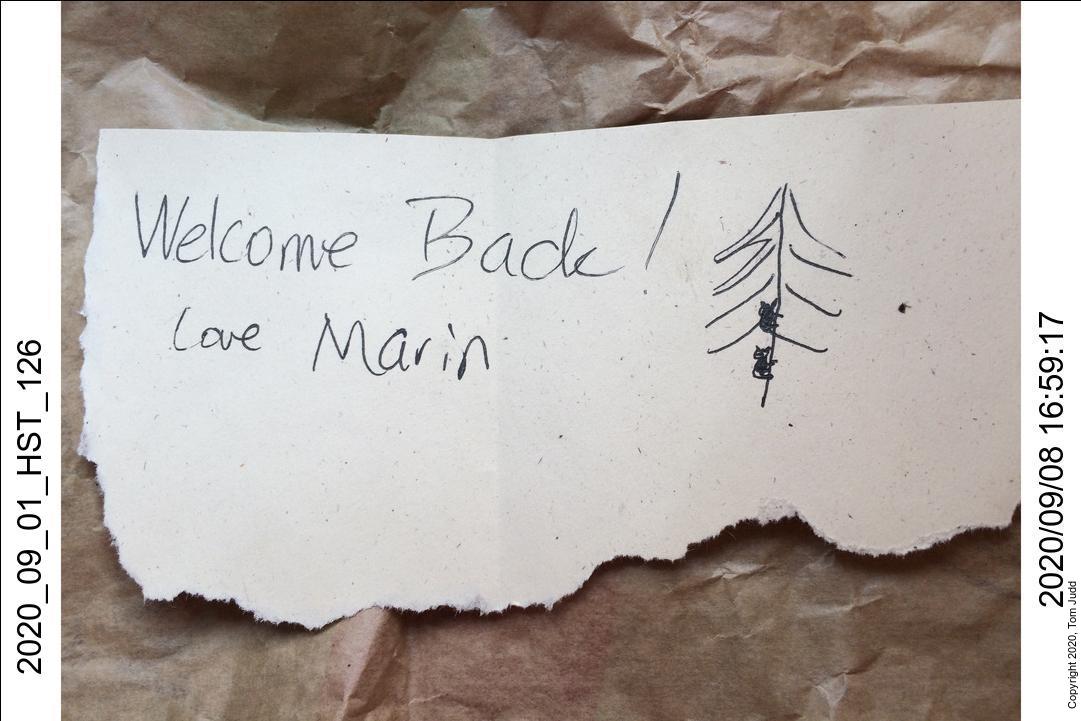 Welcome Back!
Love Marin
2020_09_01_HST_126
2020/09/08 16:59:17
Copyright 2020, Tom Judd